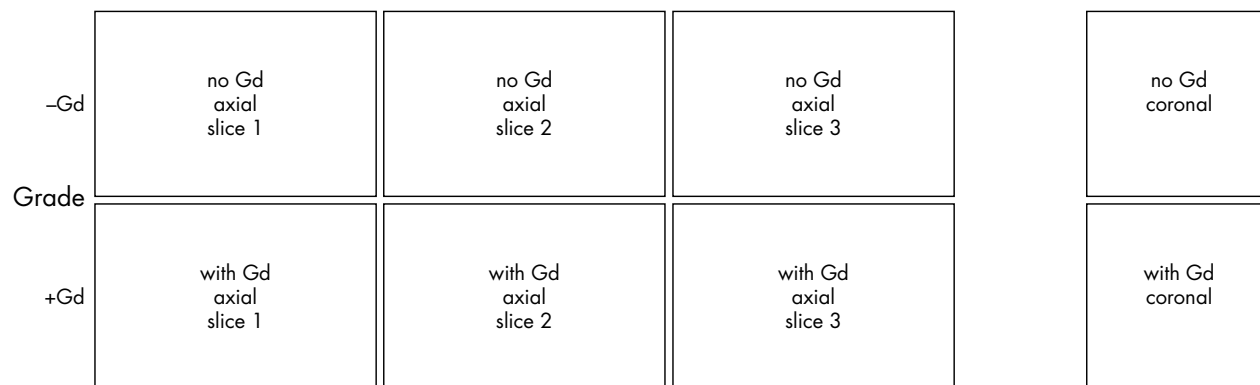 –Gd
no Gd
axial
slice 1
no Gd
axial
slice 2
no Gd
axial
slice 3
no Gd
coronal
Grade
+Gd
with Gd
axial
slice 1
with Gd
axial
slice 2
with Gd
axial
slice 3
with Gd
coronal